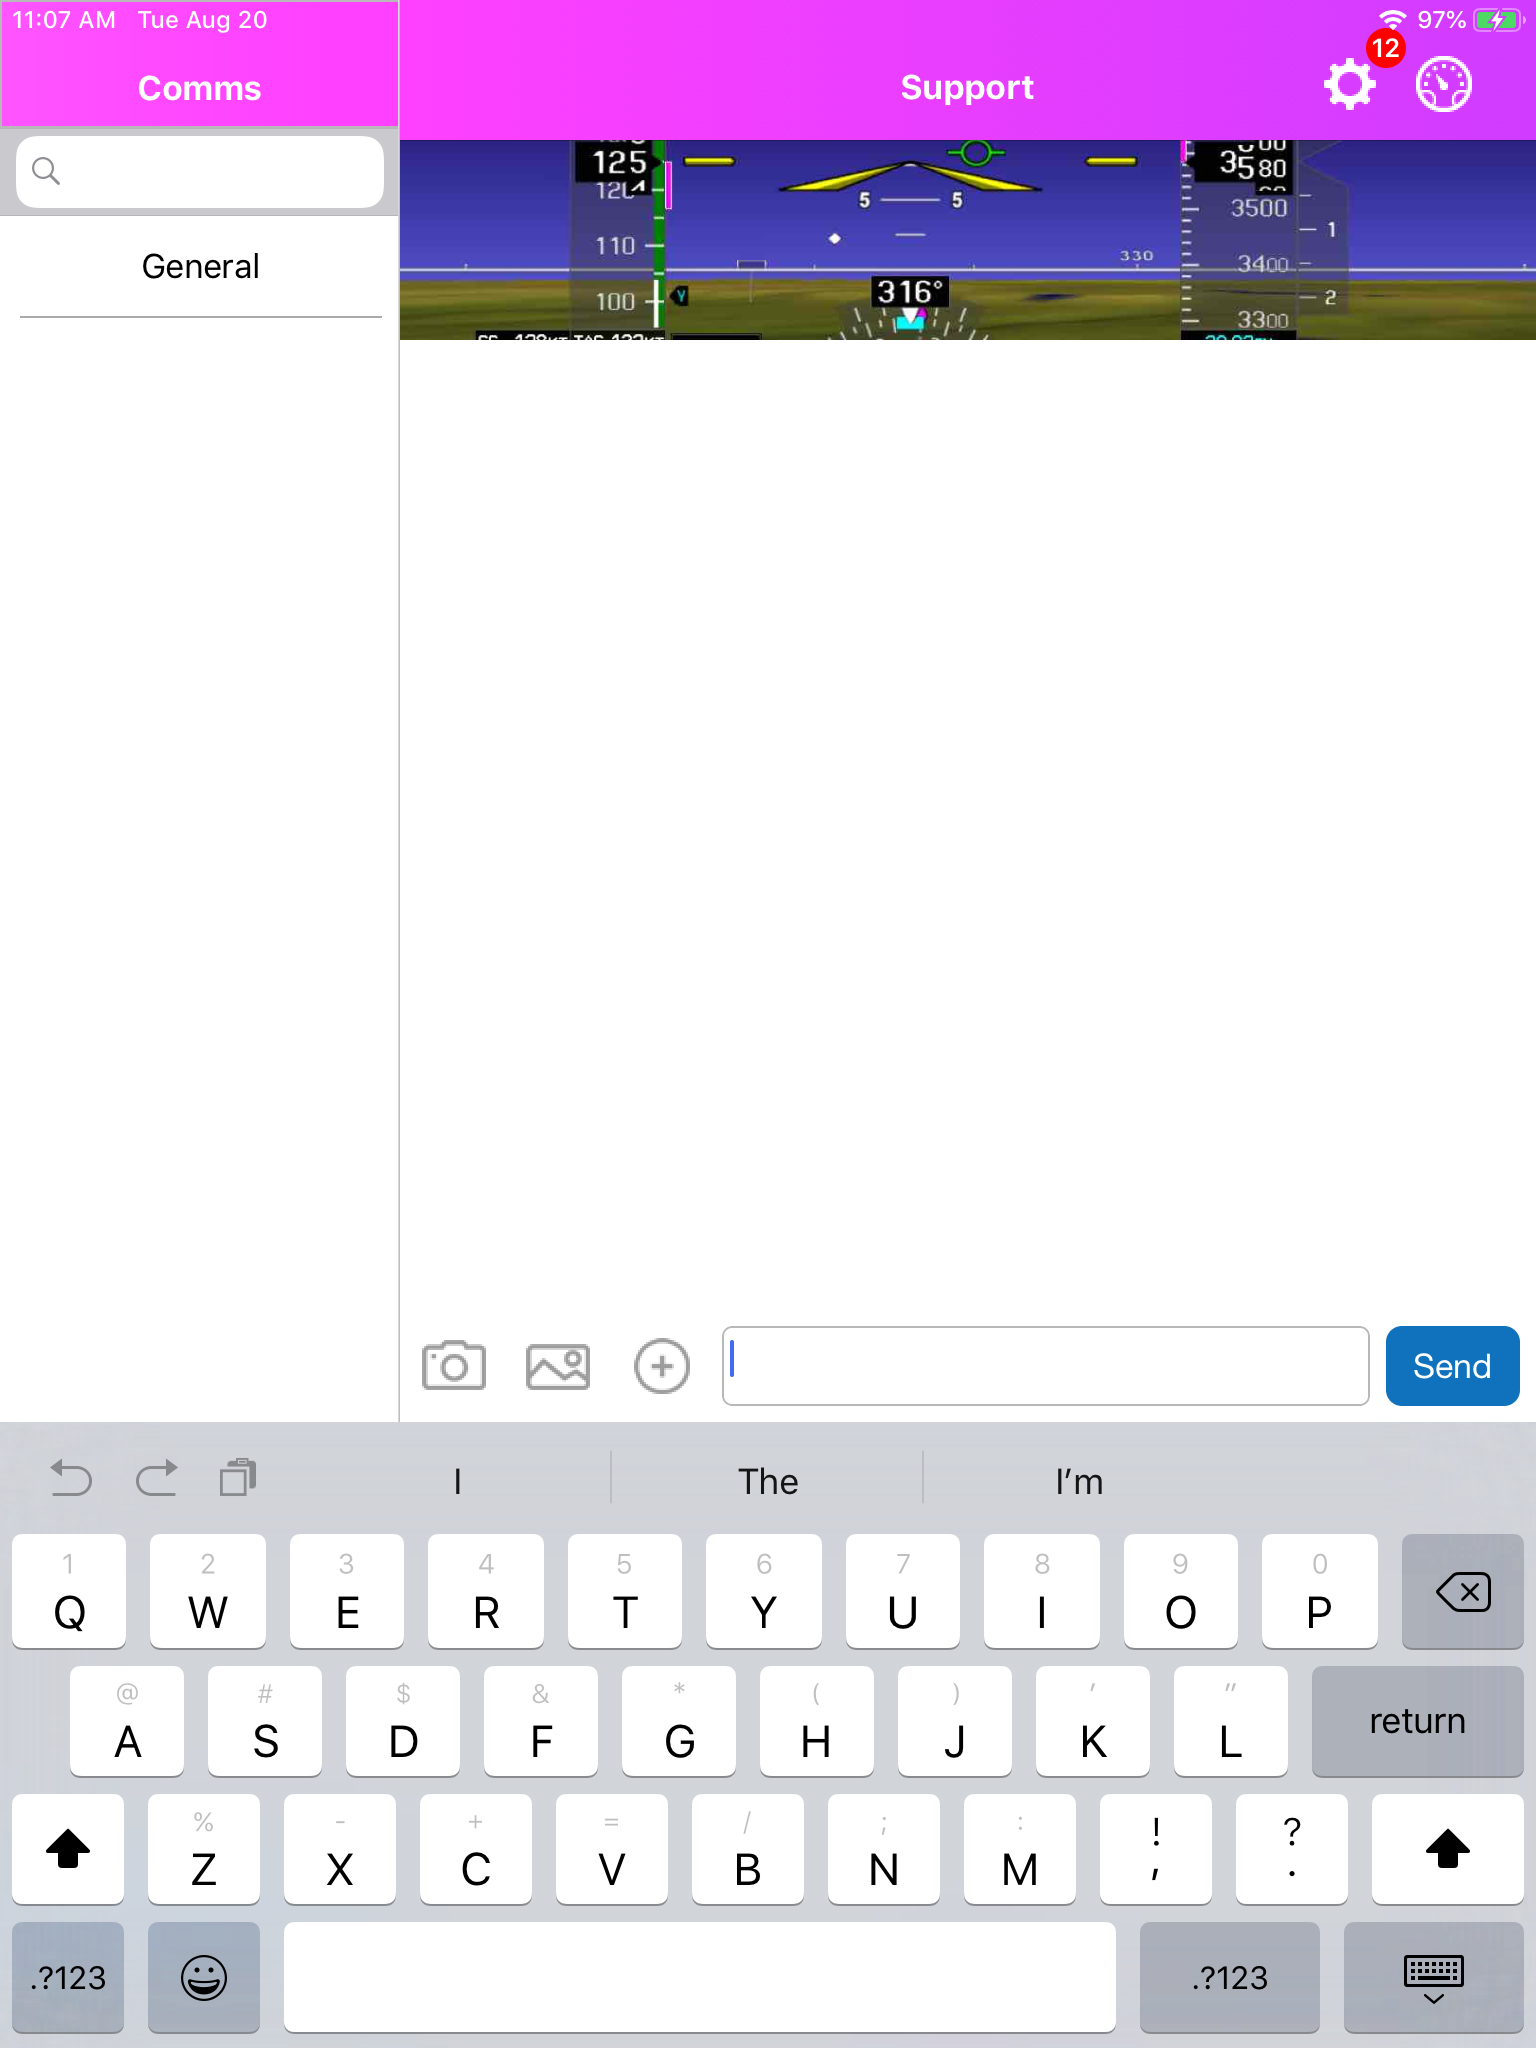 11:07 AM Tue Aug 20
97%
12
Comms
Support
General
125
110
100
5 5
330
316°
3580
3500
3400
3300
1
2
Y
Send
I The I’m
1 2 3 4 5 6 7 8 9 0
Q W E R T Y U I O P
@ # $ & * ( ) ' "
A S D F G H J K L return
% - + = / ; : ! ?
Z X C V B N M , .
.?123 .?123